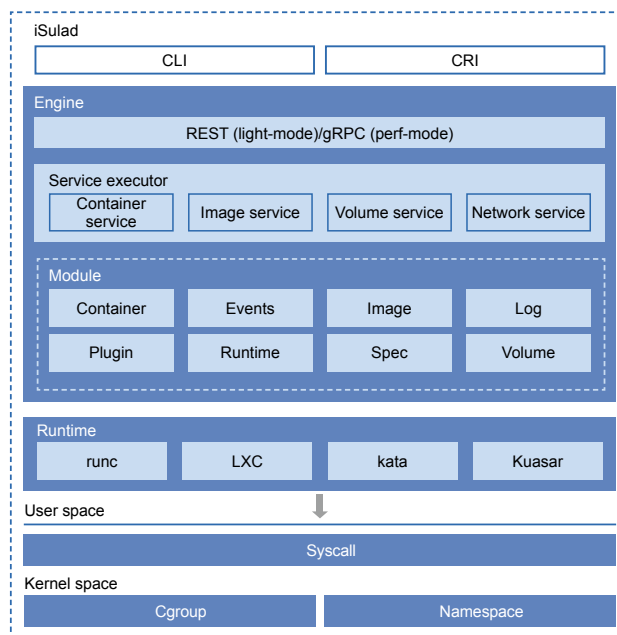 iSulad
CLI
CRI
Engine
REST (light-mode)/gRPC (perf-mode)
Service executor
Container
service
Image service
Volume service
Network service
Module
Container
Events
Image
Log
Plugin
Runtime
Spec
Volume
Runtime
runc
LXC
kata
Kuasar
User space
Syscall
Kernel space
Cgroup
Namespace